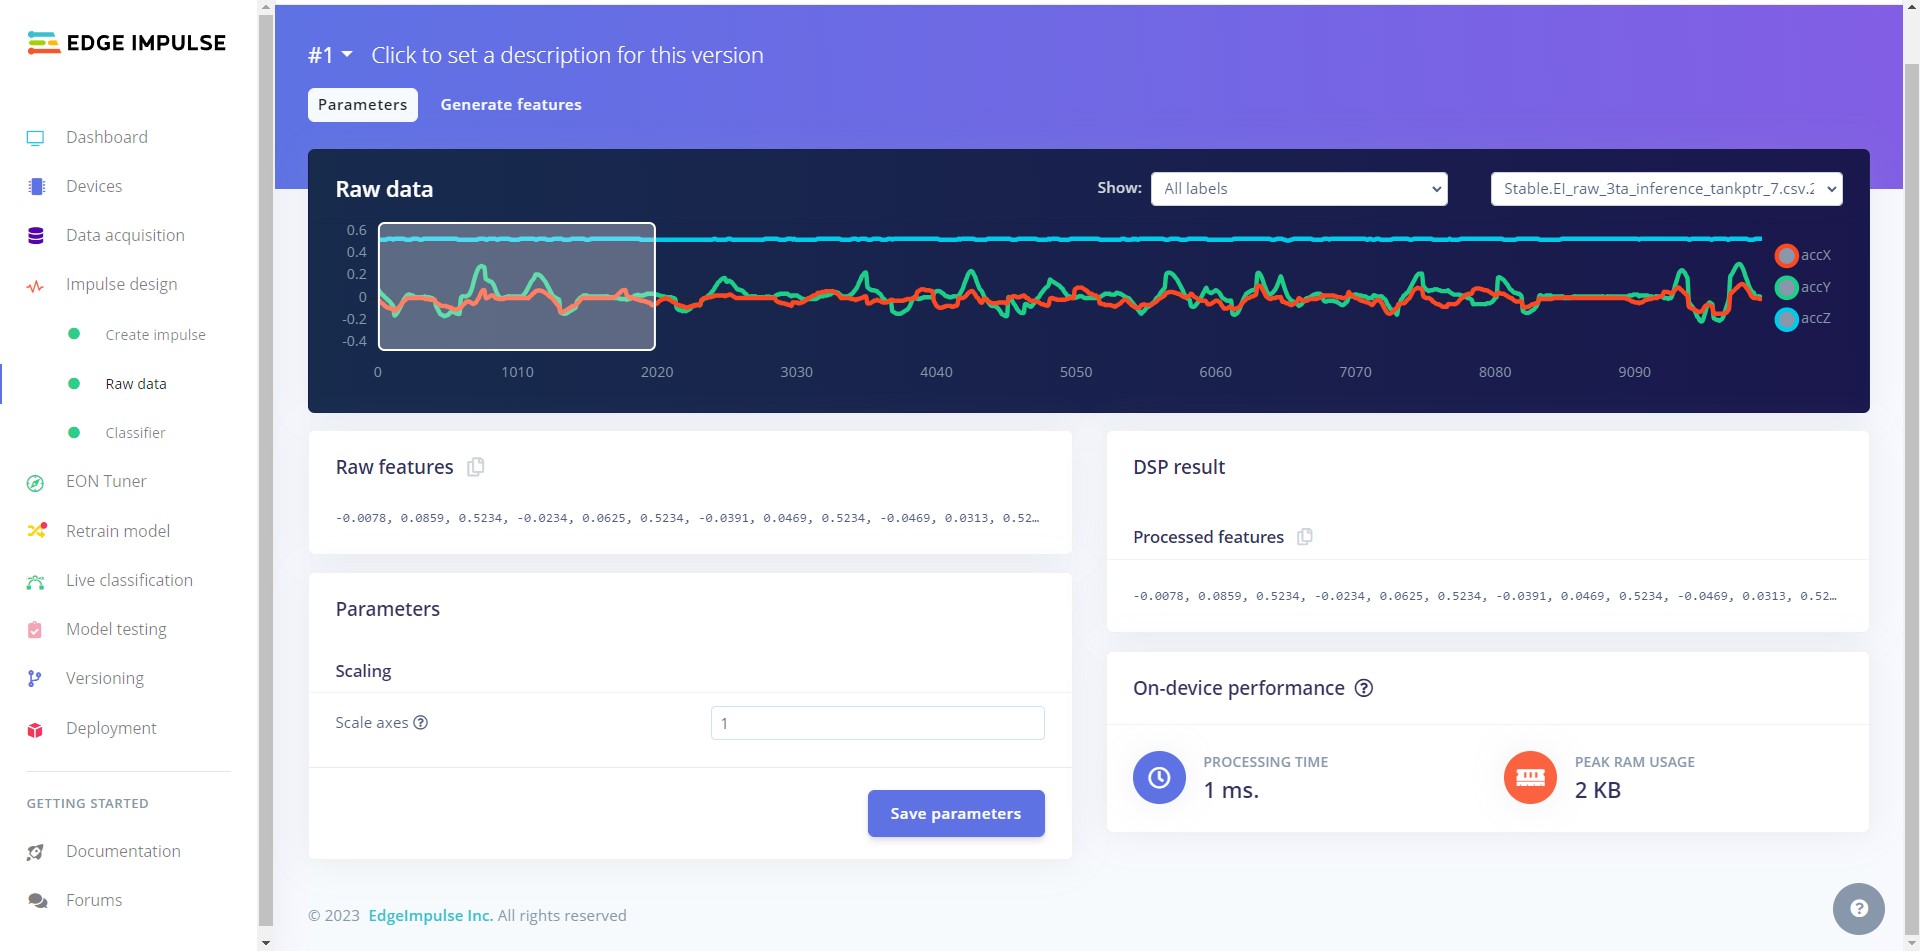 EDGE IMPULSE
Dashboard
Devices
Data acquisition
Impulse design
Create impulse
Raw data
Classifier
EON Tuner
Retrain model
Live classification
Model testing
Versioning
Deployment
GETTING STARTED
Documentation
Forums
#1 Click to set a description for this version
Parameters Generate features
Raw data Show: All labels Stable.EI_raw_3ta_inference_tankptr_7.csv.2
0.6
0.4
0.2
0
-0.2
-0.4
0 1010 2020 3030 4040 5050 6060 7070 8080 9090
accX
accY
accZ
Raw features
-0.0078, 0.0859, 0.5234, -0.0234, 0.0625, 0.5234, -0.0391, 0.0469, 0.5234, -0.0469, 0.0313, 0.52…
Parameters
Scaling
Scale axes ? 1
Save parameters
DSP result
Processed features
-0.0078, 0.0859, 0.5234, -0.0234, 0.0625, 0.5234, -0.0391, 0.0469, 0.5234, -0.0469, 0.0313, 0.52…
On-device performance ?
PROCESSING TIME
1 ms.
PEAK RAM USAGE
2 KB
© 2023 EdgeImpulse Inc. All rights reserved
?